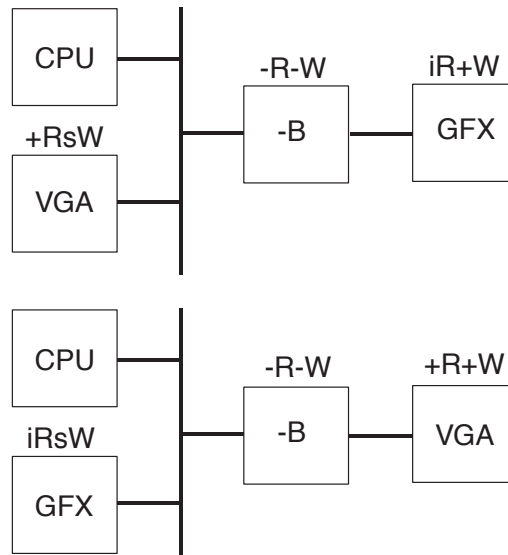 CPU
-R-W
iR+W
+RsW
-B
GFX
VGA
CPU
-R-W
+R+W
iRsW
-B
VGA
GFX